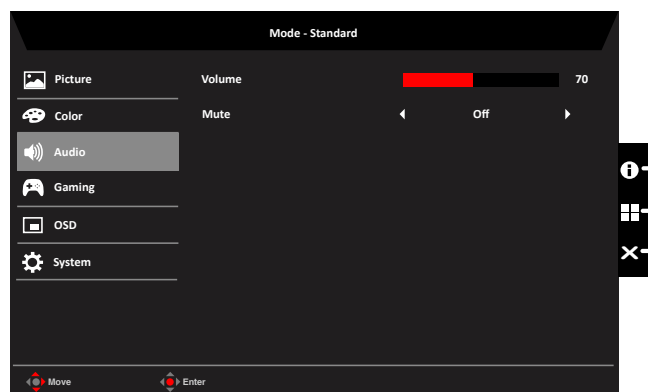 Mode - Standard
Picture
Volume 70
Color
Mute Off
Audio
Gaming
OSD
System
Move Enter